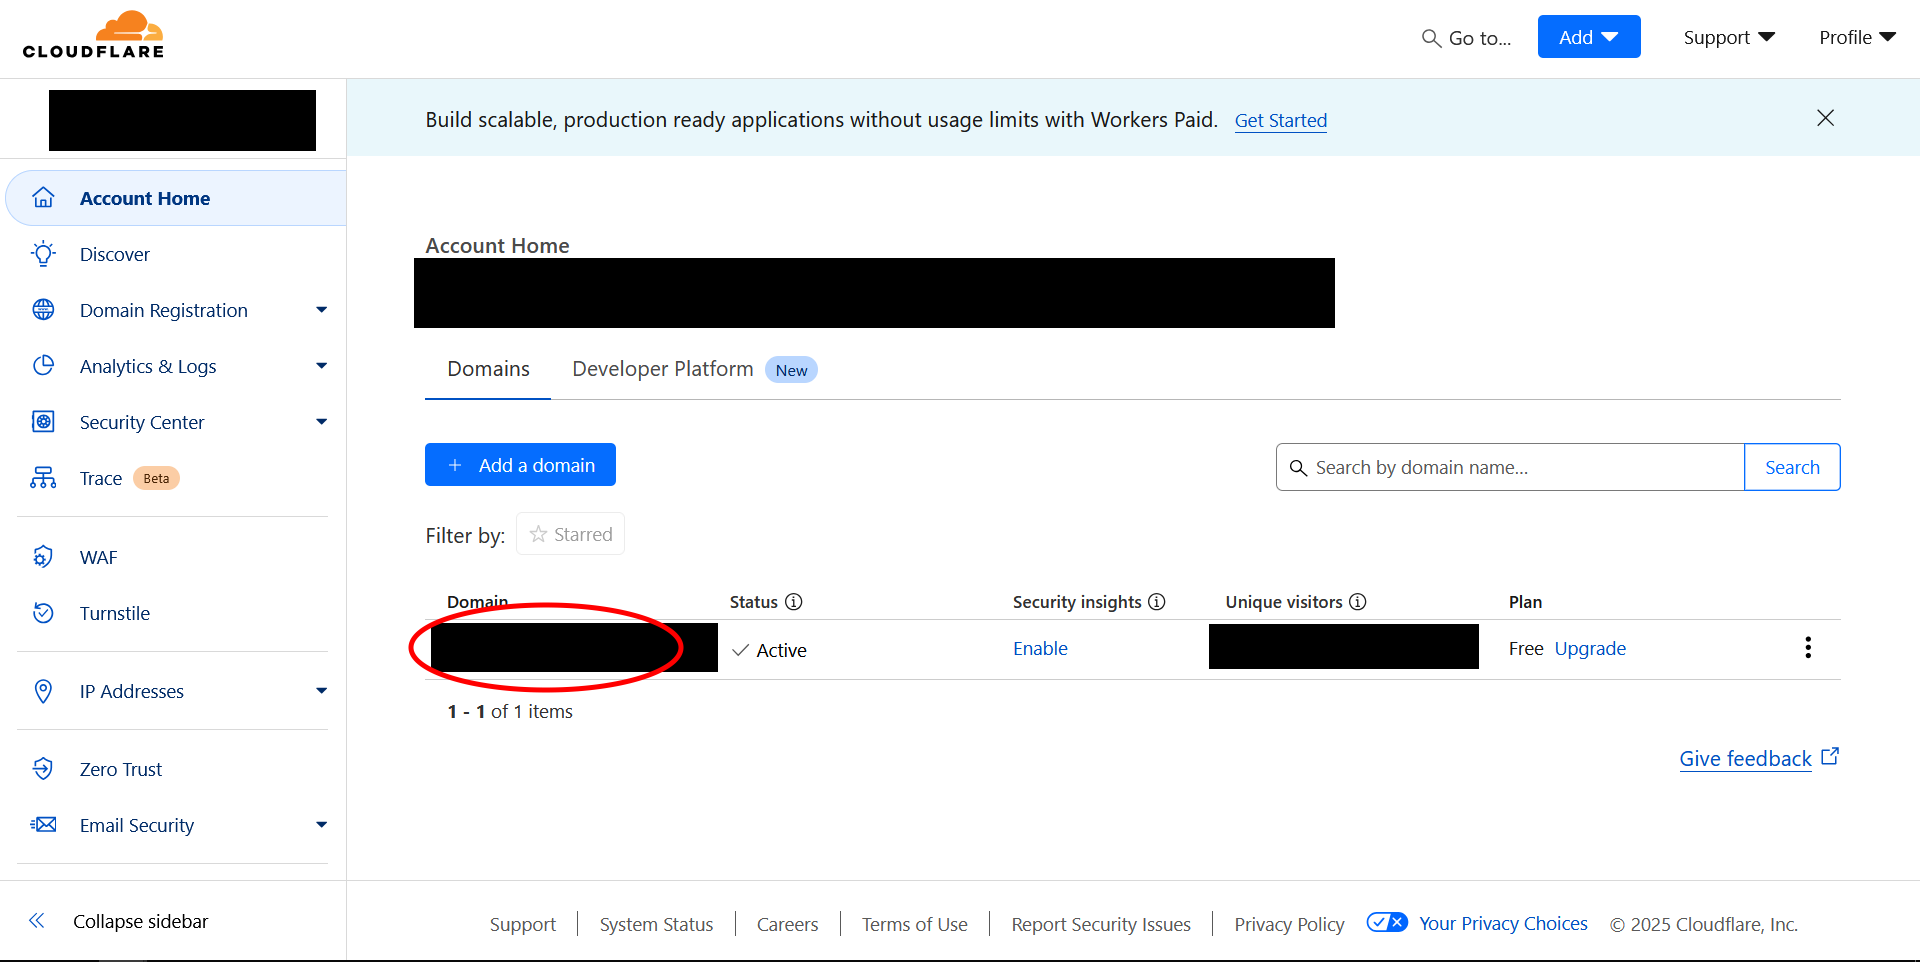 CLOUDFLARE
Go to...
Add
Support
Profile
Build scalable, production ready applications without usage limits with Workers Paid. Get Started
Account Home
Discover
Domain Registration
Analytics & Logs
Security Center
Trace Beta
WAF
Turnstile
IP Addresses
Zero Trust
Email Security
Collapse sidebar
Account Home
Domains
Developer Platform New
+ Add a domain
Search by domain name...
Search
Filter by: Starred
Domain Status Security insights Unique visitors Plan
Active Enable Free Upgrade
1 - 1 of 1 items
Give feedback
Support System Status Careers Terms of Use Report Security Issues Privacy Policy Your Privacy Choices © 2025 Cloudflare, Inc.